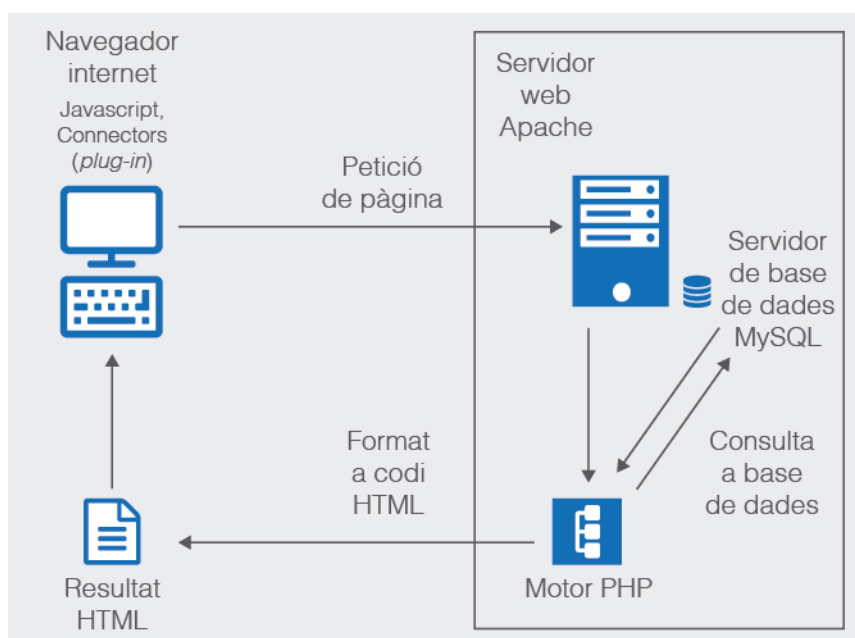 Navegador
internet
Javascript,
Connectors
(plug-in)
Petició
de pàgina
Servidor
web
Apache
Servidor
de base
de dades
MySQL
Consulta
a base
de dades
Motor PHP
Format
a codi
HTML
Resultat
HTML